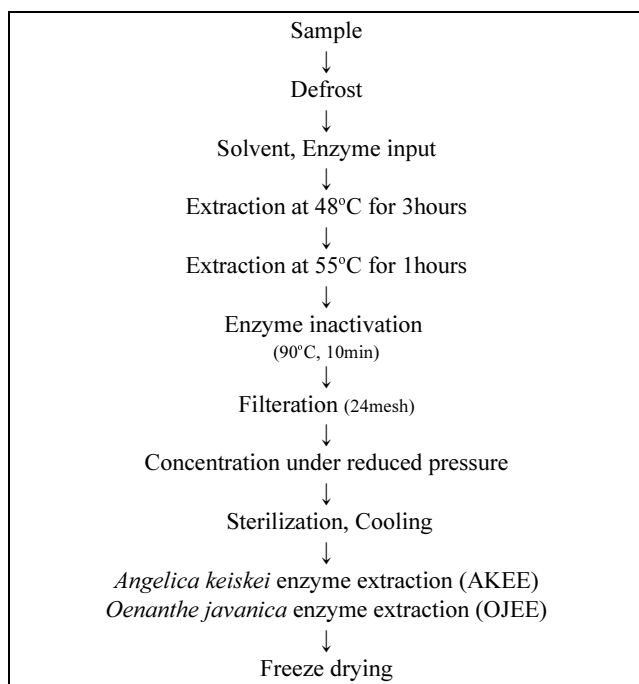 Sample
↓
Defrost
↓
Solvent, Enzyme input
↓
Extraction at 48°C for 3hours
↓
Extraction at 55°C for 1hours
↓
Enzyme inactivation
(90°C, 10min)
↓
Filteration (24mesh)
↓
Concentration under reduced pressure
↓
Sterilization, Cooling
↓
Angelica keiskei enzyme extraction (AKEE)
Oenanthe javanica enzyme extraction (OJEE)
↓
Freeze drying